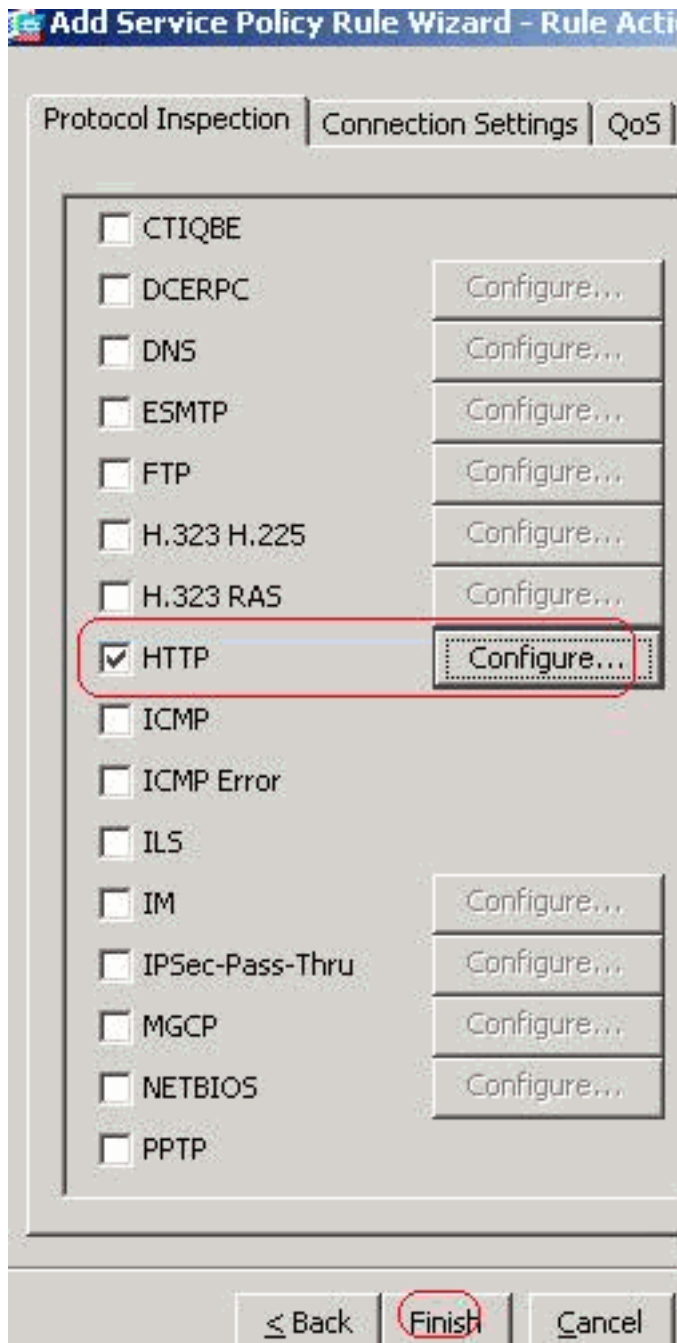 Add Service Policy Rule Wizard - Rule Acti
Protocol Inspection Connection Settings QoS
CTIQBE
DCERPC Configure...
DNS Configure...
ESMTP Configure...
FTP Configure...
H.323 H.225 Configure...
H.323 RAS Configure...
HTTP Configure...
ICMP
ICMP Error
ILS
IM Configure...
IPSec-Pass-Thru Configure...
MGCP Configure...
NETBIOS Configure...
PPTP
< Back Finish Cancel